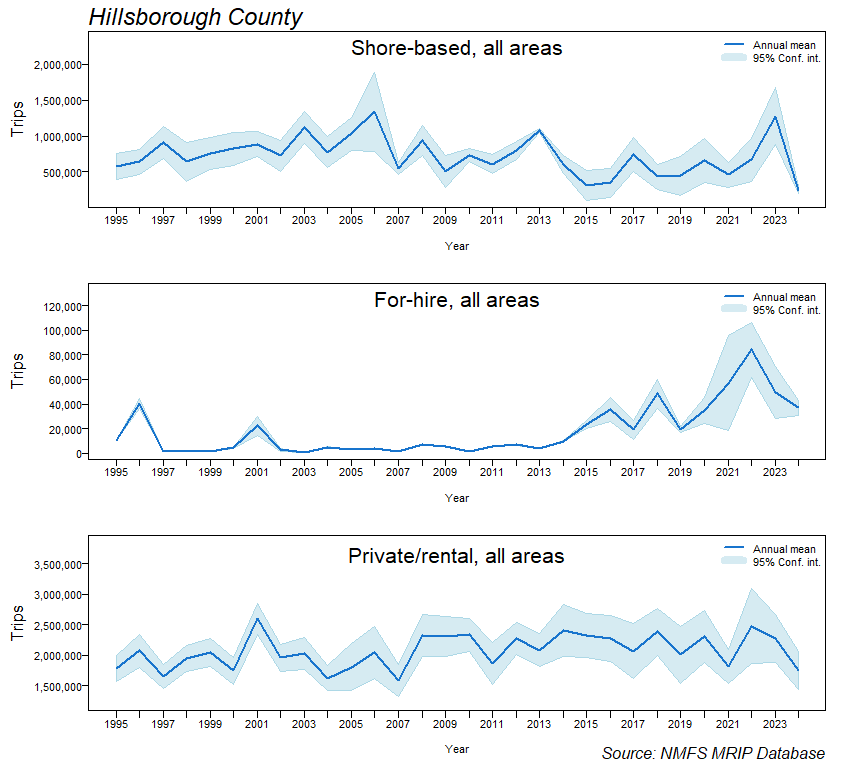 Hillsborough County
Shore-based, all areas
Annual mean
95% Conf. int.
Trips
2,000,000
1,500,000
1,000,000
500,000
1995 1997 1999 2001 2003 2005 2007 2009 2011 2013 2015 2017 2019 2021 2023
Year
For-hire, all areas
Annual mean
95% Conf. int.
Trips
120,000
100,000
80,000
60,000
40,000
20,000
0
1995 1997 1999 2001 2003 2005 2007 2009 2011 2013 2015 2017 2019 2021 2023
Year
Private/rental, all areas
Annual mean
95% Conf. int.
Trips
3,500,000
3,000,000
2,500,000
2,000,000
1,500,000
1995 1997 1999 2001 2003 2005 2007 2009 2011 2013 2015 2017 2019 2021 2023
Year
Source: NMFS MRIP Database